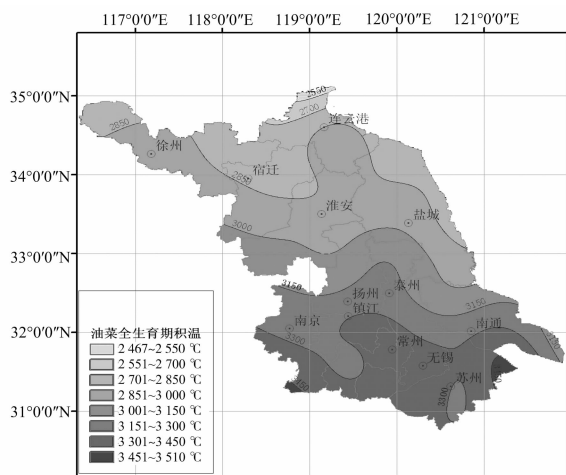 117°0′0″E 118°0′0″E 119°0′0″E 120°0′0″E 121°0′0″E
35°0′0″N
34°0′0″N
33°0′0″N
32°0′0″N
31°0′0″N
2550
2700
连云港
2850
徐州
宿迁
2850
淮安
盐城
3000
3150
扬州
泰州
镇江
3150
南京
南通
3300
常州
无锡
苏州
3300
油菜全生育期积温
2 467~2 550 ℃
2 551~2 700 ℃
2 701~2 850 ℃
2 851~3 000 ℃
3 001~3 150 ℃
3 151~3 300 ℃
3 301~3 450 ℃
3 451~3 510 ℃